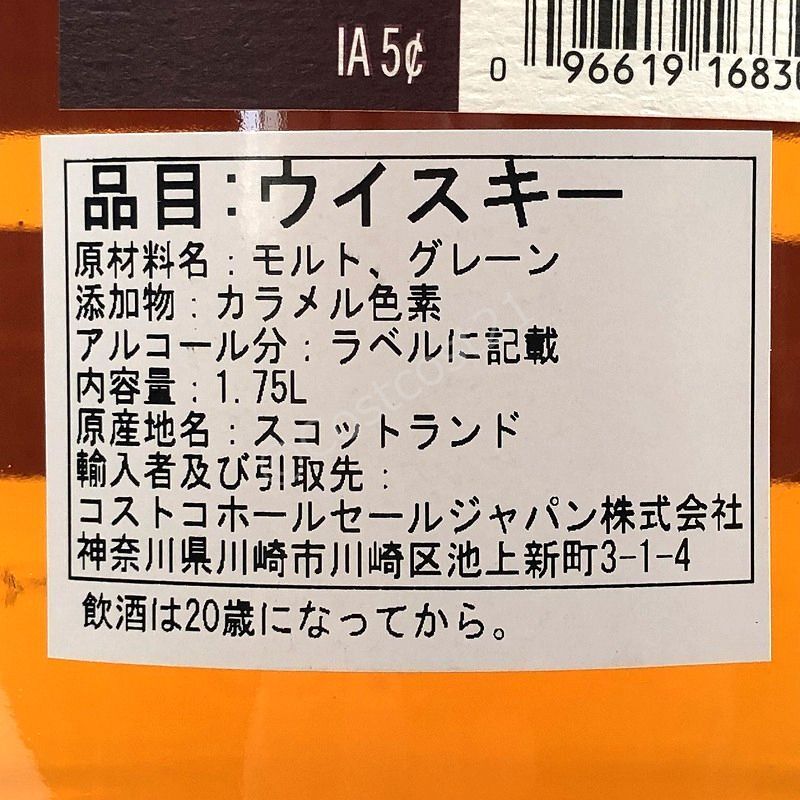 IA 5¢
0 96619 16830
品目:ウイスキー
原材料名:モルト、グレーン
添加物:カラメル色素
アルコール分:ラベルに記載
内容量:1.75L
原産地名:スコットランド
輸入者及び引取先:
コストコホールセールジャパン株式会社
神奈川県川崎市川崎区池上新町3-1-4
飲酒は20歳になってから。